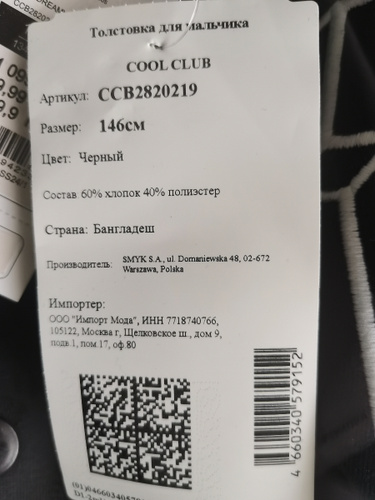 Толстовка для мальчика
COOL CLUB
Артикул: CCB2820219
Размер: 146см
Цвет: Черный
Состав 60% хлопок 40% полиэстер
Страна: Бангладеш
Производитель: SMYK S.A., ul. Domaniewska 48, 02-672
Warszawa, Polska
Импортер:
ООО "Импорт Мода", ИНН 7718740766,
105122, Москва г, Щелковское ш., дом 9,
подв.1, пом.17, оф.80
4 660340 579152